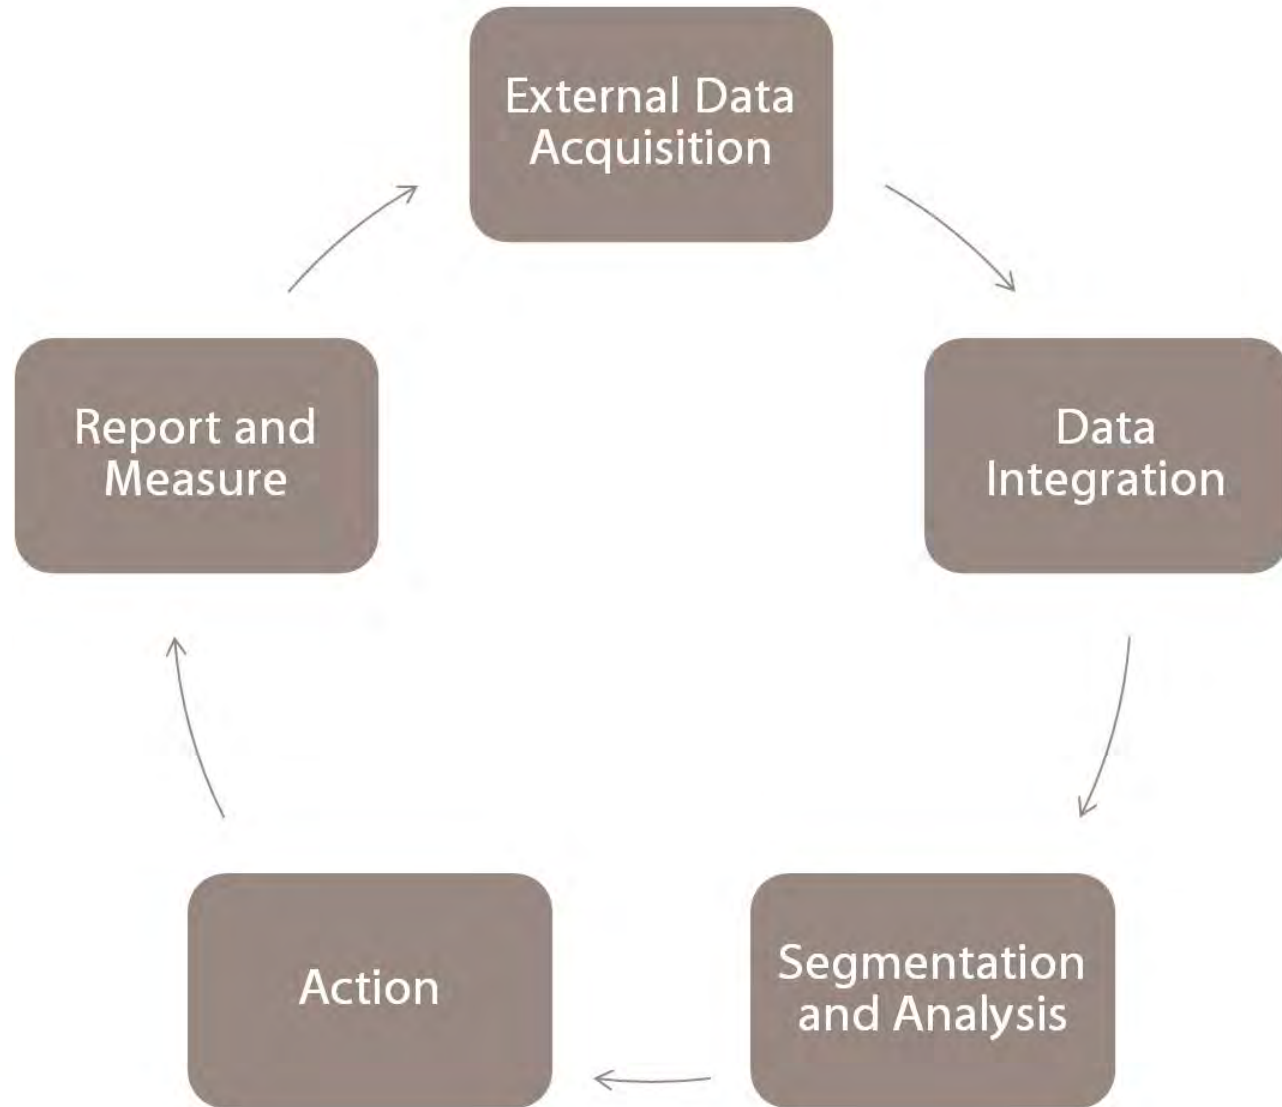 External Data
Acquisition
Data
Integration
Segmentation
and Analysis
Action
Report and
Measure